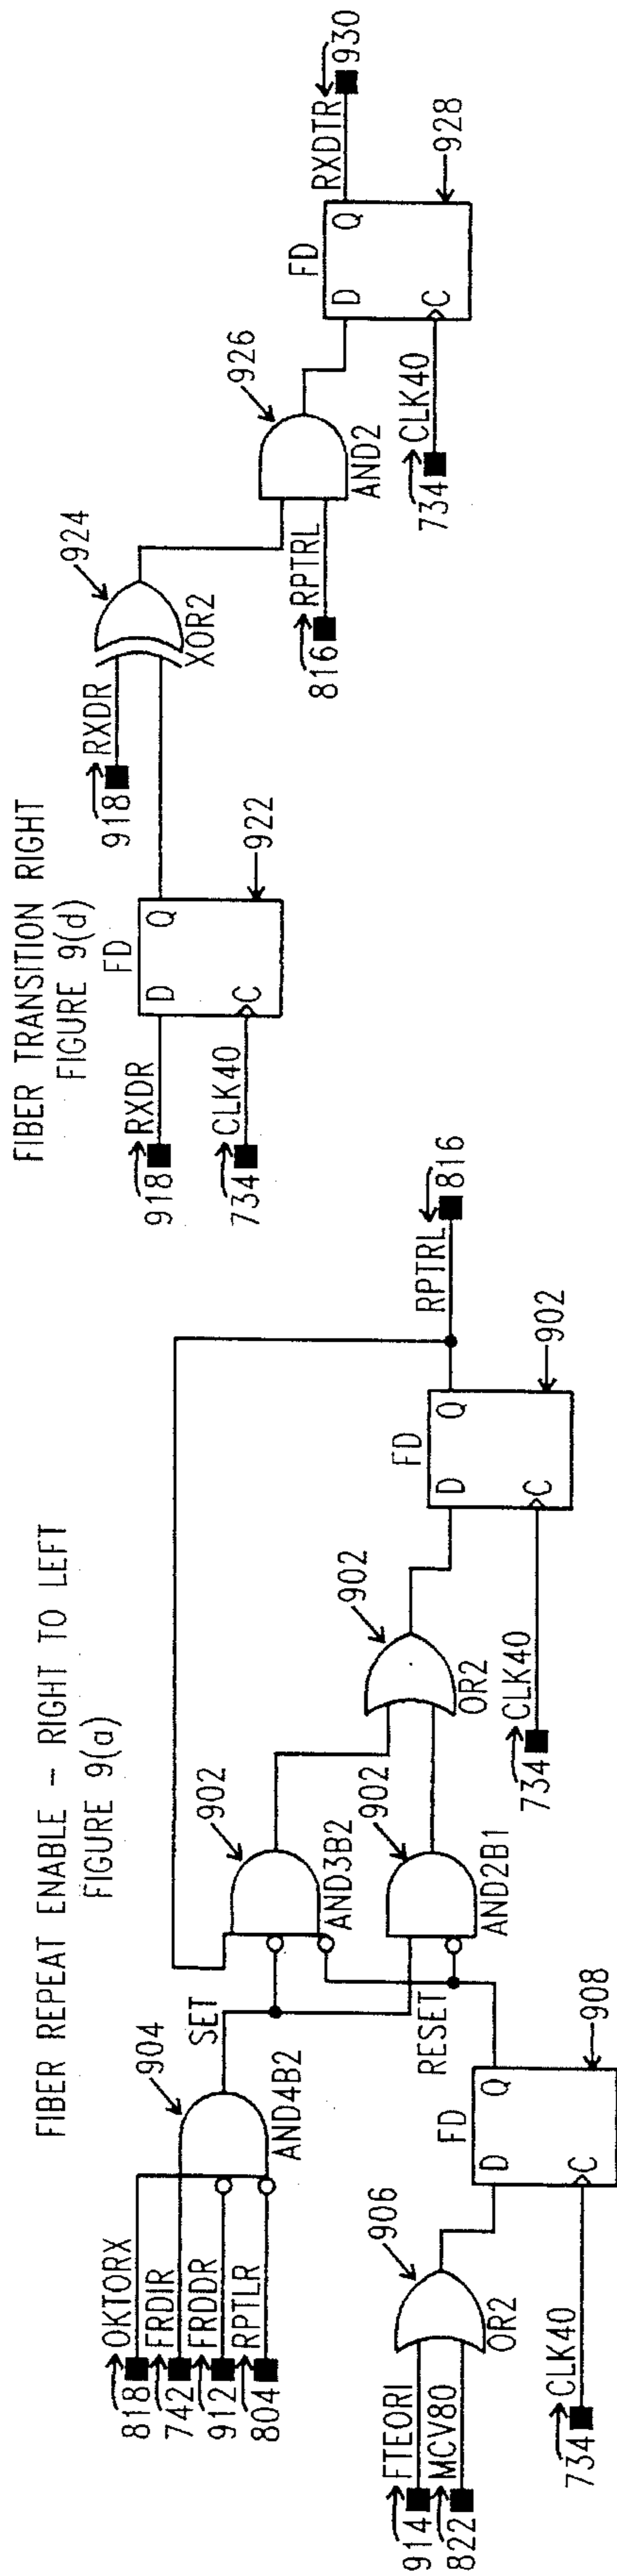 FIBER REPEAT ENABLE - RIGHT TO LEFT
FIGURE 9(a)
818
OKTORX
742
FRDIR
912
FRDDR
804
RPTLR
904
AND4B2
SET
914
FTEORI
822
MCV80
906
OR2
734
CLK40
FD
D
Q
C
908
RESET
902
AND3B2
902
AND2B1
902
OR2
734
CLK40
FD
D
Q
C
902
RPTRL
816
FIBER TRANSITION RIGHT
FIGURE 9(d)
918
RXDR
734
CLK40
FD
D
Q
C
922
918
RXDR
924
XOR2
816
RPTRL
926
AND2
734
CLK40
FD
D
Q
C
928
RXDTR
930